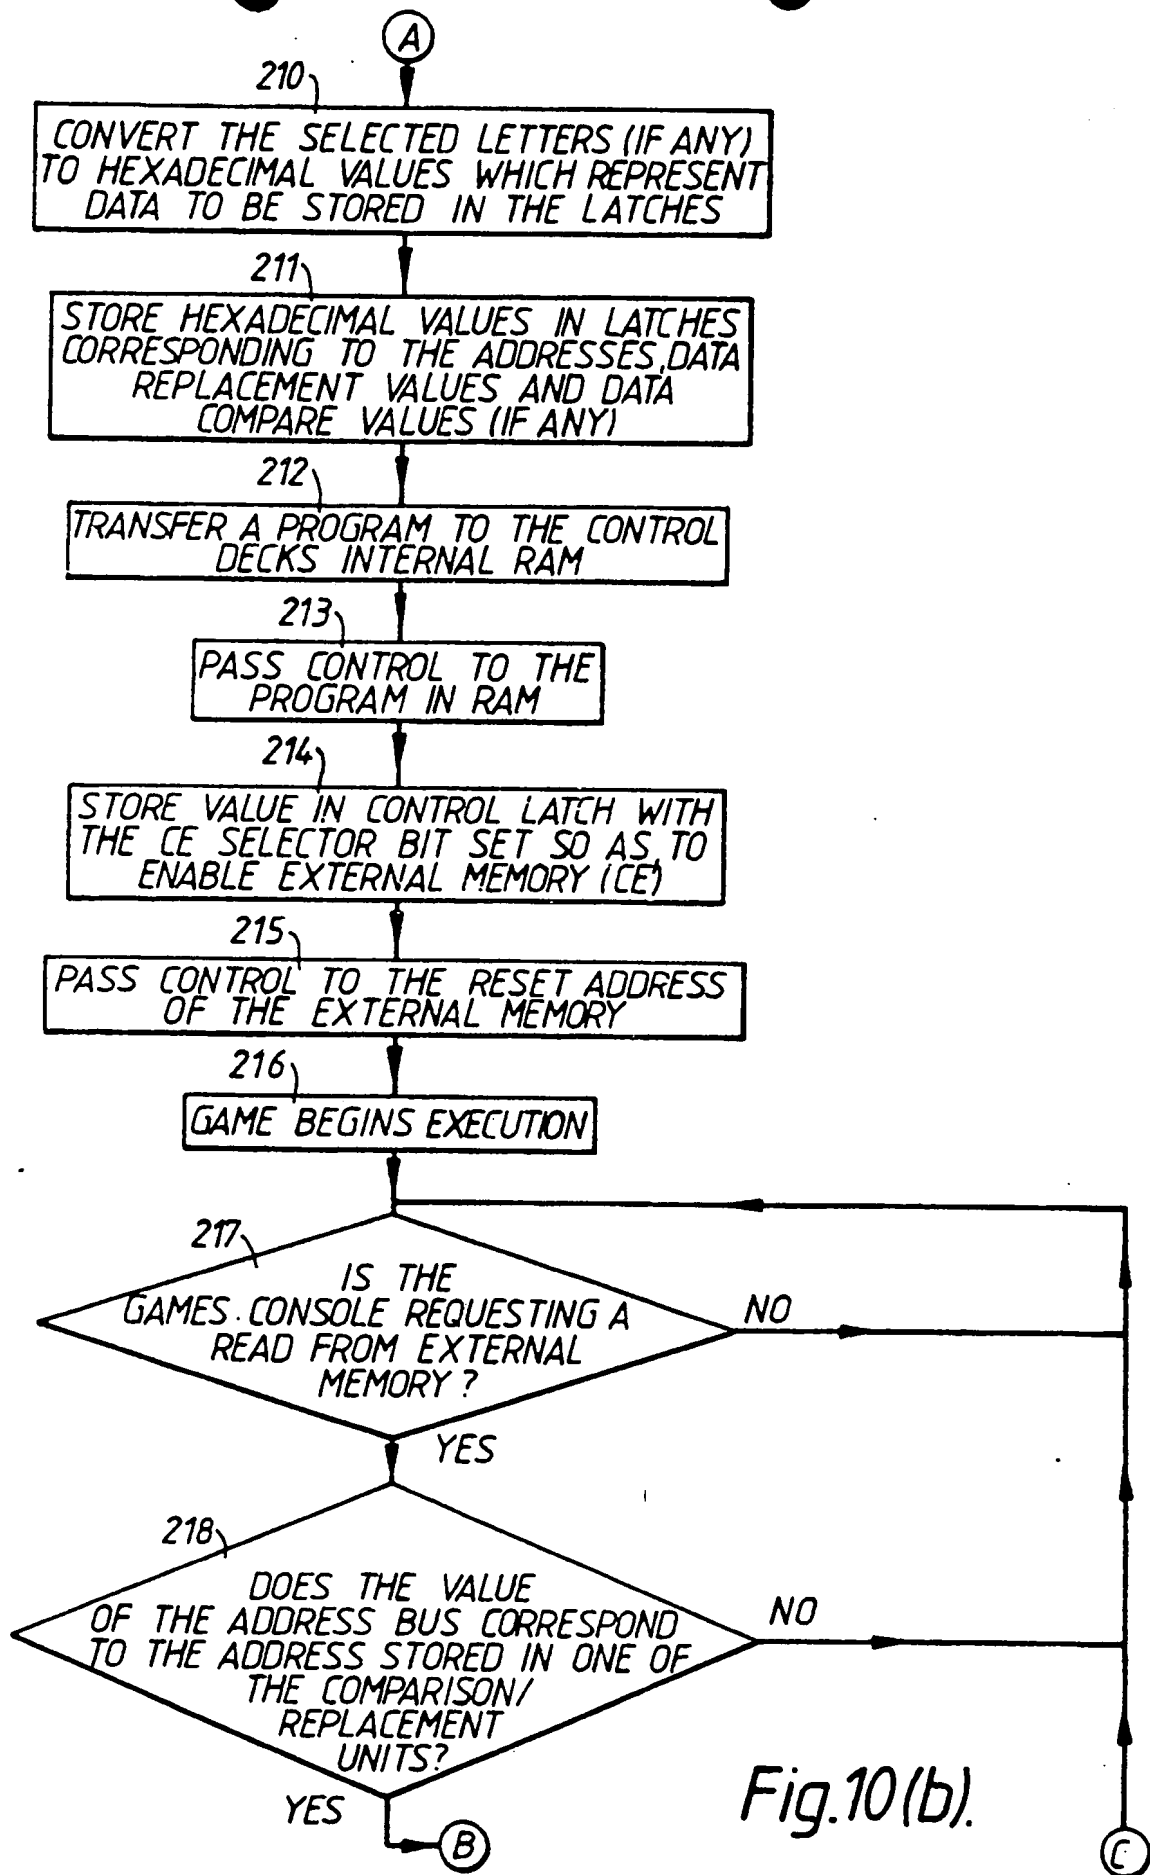 A
210
CONVERT THE SELECTED LETTERS (IF ANY)
TO HEXADECIMAL VALUES WHICH REPRESENT
DATA TO BE STORED IN THE LATCHES
211
STORE HEXADECIMAL VALUES IN LATCHES
CORRESPONDING TO THE ADDRESSES, DATA
REPLACEMENT VALUES AND DATA
COMPARE VALUES (IF ANY)
212
TRANSFER A PROGRAM TO THE CONTROL
DECKS INTERNAL RAM
213
PASS CONTROL TO THE
PROGRAM IN RAM
214
STORE VALUE IN CONTROL LATCH WITH
THE CE SELECTOR BIT SET SO AS TO
ENABLE EXTERNAL MEMORY (CE')
215
PASS CONTROL TO THE RESET ADDRESS
OF THE EXTERNAL MEMORY
216
GAME BEGINS EXECUTION
217
IS THE
GAMES CONSOLE REQUESTING A
READ FROM EXTERNAL
MEMORY?
NO
YES
218
DOES THE VALUE
OF THE ADDRESS BUS CORRESPOND
TO THE ADDRESS STORED IN ONE OF
THE COMPARISON/
REPLACEMENT
UNITS?
NO
YES
B
C
Fig.10(b).